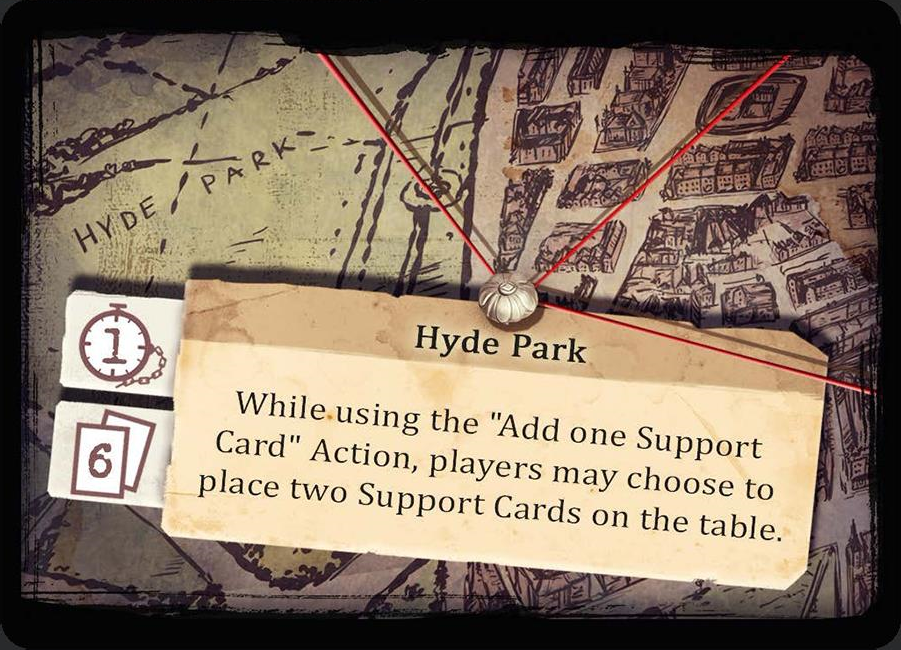 HYDE PARK
1
6
Hyde Park
While using the "Add one Support
Card" Action, players may choose to
place two Support Cards on the table.